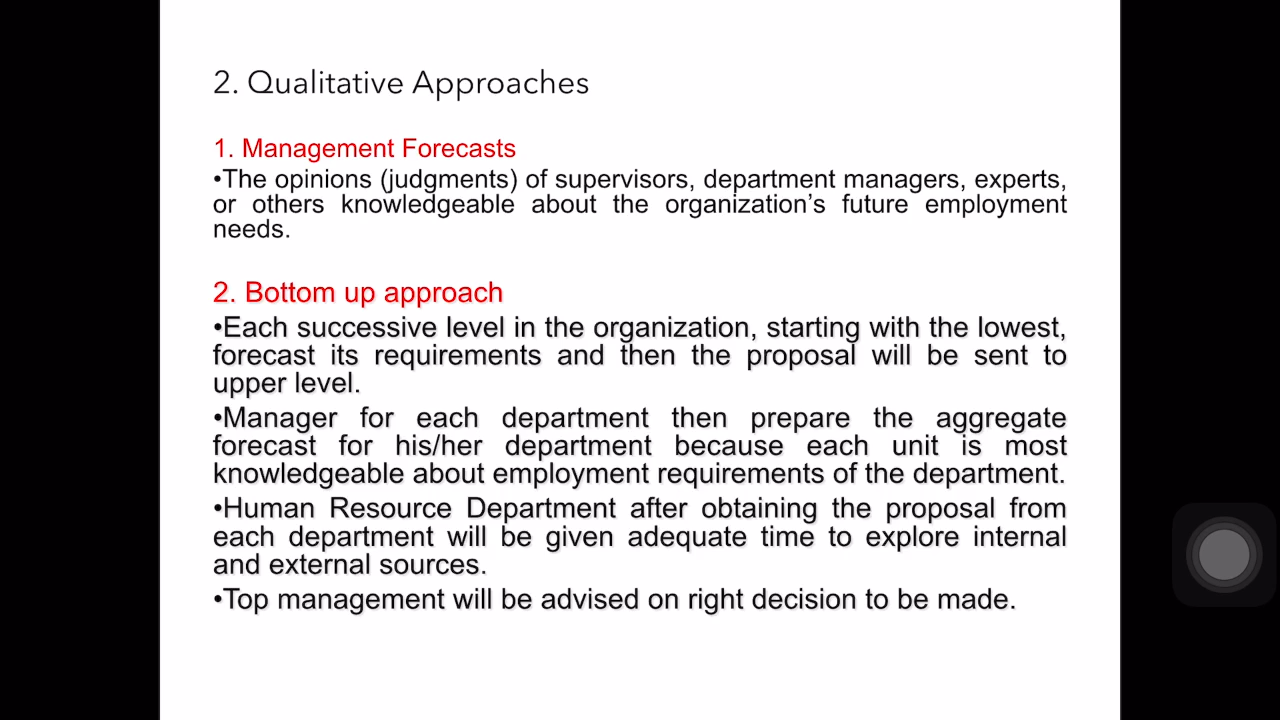 2. Qualitative Approaches
1. Management Forecasts
•The opinions (judgments) of supervisors, department managers, experts,
or others knowledgeable about the organization’s future employment
needs.
2. Bottom up approach
•Each successive level in the organization, starting with the lowest,
forecast its requirements and then the proposal will be sent to
upper level.
•Manager for each department then prepare the aggregate
forecast for his/her department because each unit is most
knowledgeable about employment requirements of the department.
•Human Resource Department after obtaining the proposal from
each department will be given adequate time to explore internal
and external sources.
•Top management will be advised on right decision to be made.